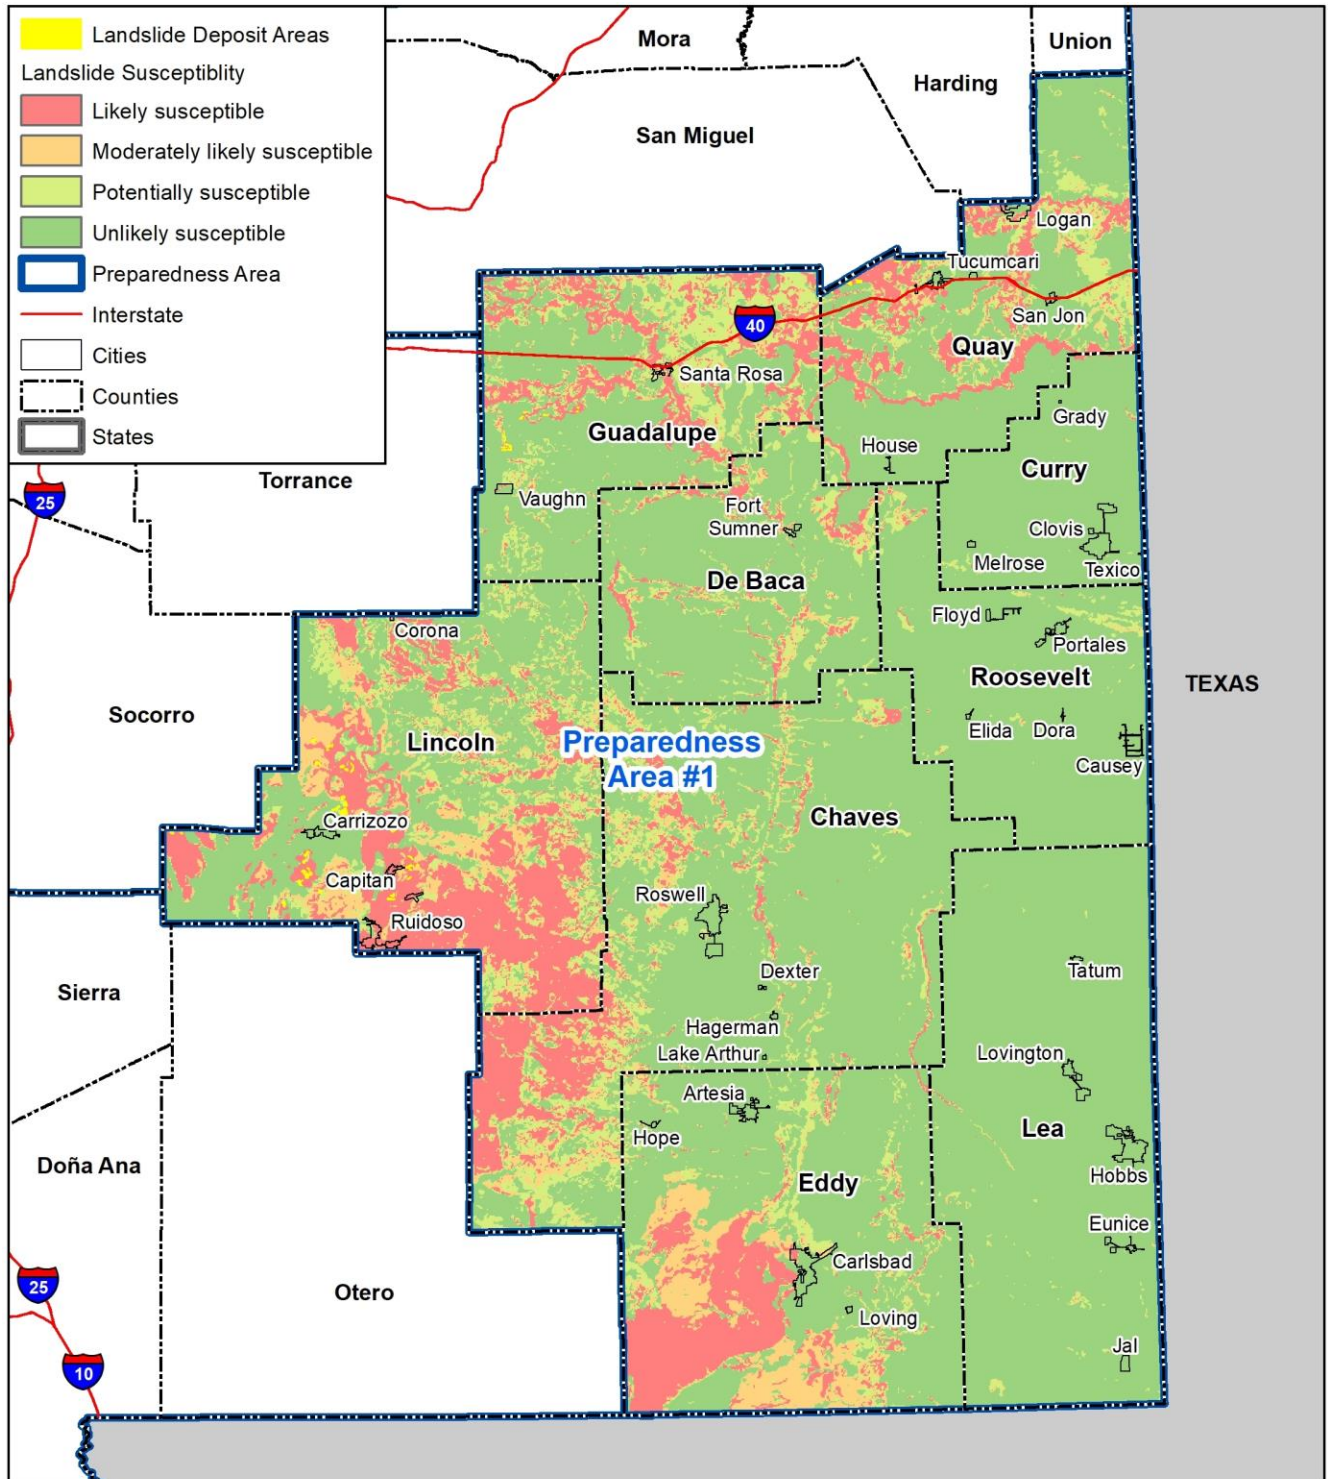 Landslide Deposit Areas
Landslide Susceptiblity
Likely susceptible
Moderately likely susceptible
Potentially susceptible
Unlikely susceptible
Preparedness Area
Interstate
Cities
Counties
States
Mora
Union
Harding
San Miguel
Logan
Tucumcari
San Jon
40
Quay
Santa Rosa
Grady
Guadalupe
House
Curry
Torrance
25
Vaughn
Fort
Sumner
Clovis
Melrose
Texico
De Baca
Floyd
Corona
Portales
Roosevelt
TEXAS
Socorro
Elida
Dora
Lincoln
Preparedness
Area #1
Causey
Chaves
Carrizozo
Capitan
Roswell
Ruidoso
Tatum
Dexter
Sierra
Hagerman
Lake Arthur
Lovington
Artesia
Hope
Lea
Doña Ana
Eddy
Hobbs
Eunice
Carlsbad
25
Otero
Loving
Jal
10